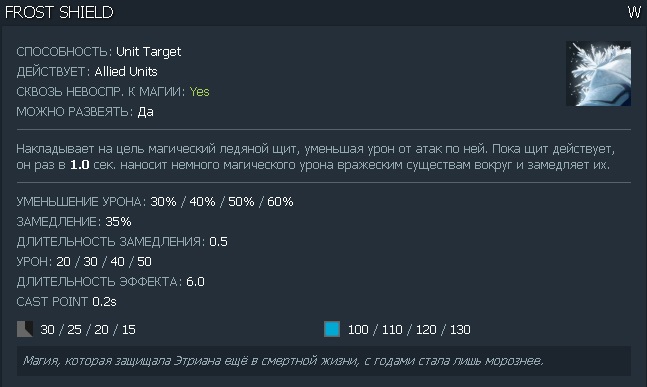 FROST SHIELD W
СПОСОБНОСТЬ: Unit Target
ДЕЙСТВУЕТ: Allied Units
СКВОЗЬ НЕВОСПР. К МАГИИ: Yes
МОЖНО РАЗВЕЯТЬ: Да
Накладывает на цель магический ледяной щит, уменьшая урон от атак по ней. Пока щит действует,
он раз в 1.0 сек. наносит немного магического урона вражеским существам вокруг и замедляет их.
УМЕНЬШЕНИЕ УРОНА: 30% / 40% / 50% / 60%
ЗАМЕДЛЕНИЕ: 35%
ДЛИТЕЛЬНОСТЬ ЗАМЕДЛЕНИЯ: 0.5
УРОН: 20 / 30 / 40 / 50
ДЛИТЕЛЬНОСТЬ ЭФФЕКТА: 6.0
CAST POINT 0.2s
30 / 25 / 20 / 15 100 / 110 / 120 / 130
Магия, которая защищала Этриана ещё в смертной жизни, с годами стала лишь морознее.